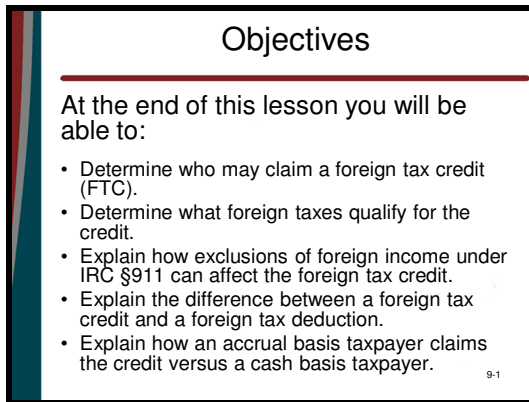 Objectives
At the end of this lesson you will be
able to:
• Determine who may claim a foreign tax credit
(FTC).
• Determine what foreign taxes qualify for the
credit.
• Explain how exclusions of foreign income under
IRC §911 can affect the foreign tax credit.
• Explain the difference between a foreign tax
credit and a foreign tax deduction.
• Explain how an accrual basis taxpayer claims
the credit versus a cash basis taxpayer.
9-1